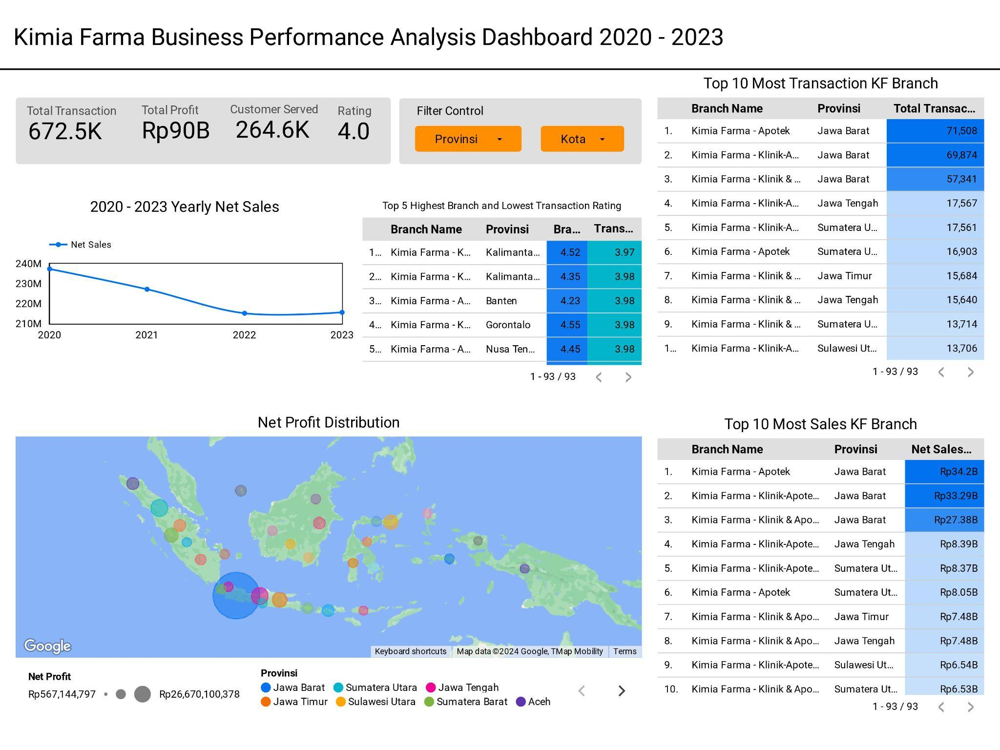 Kimia Farma Business Performance Analysis Dashboard 2020 - 2023
Total Transaction
672.5K
Total Profit
Rp90B
Customer Served
264.6K
Rating
4.0
Filter Control
Provinsi
Kota
2020 - 2023 Yearly Net Sales
Net Sales
240M
230M
220M
210M
2020 2021 2022 2023
Top 5 Highest Branch and Lowest Transaction Rating
Branch Name Provinsi Bra... Trans...
1... Kimia Farma - K... Kalimanta... 4.52 3.97
2... Kimia Farma - K... Kalimanta... 4.35 3.98
3... Kimia Farma - A... Banten 4.23 3.98
4... Kimia Farma - K... Gorontalo 4.55 3.98
5... Kimia Farma - A... Nusa Ten... 4.45 3.98
1 - 93 / 93
Top 10 Most Transaction KF Branch
Branch Name Provinsi Total Transac...
1. Kimia Farma - Apotek Jawa Barat 71,508
2. Kimia Farma - Klinik-A... Jawa Barat 69,874
3. Kimia Farma - Klinik & ... Jawa Barat 57,341
4. Kimia Farma - Klinik-A... Jawa Tengah 17,567
5. Kimia Farma - Klinik-A... Sumatera U... 17,561
6. Kimia Farma - Apotek Sumatera U... 16,903
7. Kimia Farma - Klinik & ... Jawa Timur 15,684
8. Kimia Farma - Klinik & ... Jawa Tengah 15,640
9. Kimia Farma - Klinik & ... Sumatera U... 13,714
1... Kimia Farma - Klinik-A... Sulawesi Ut... 13,706
1 - 93 / 93
Net Profit Distribution
Google
Keyboard shortcuts Map data ©2024 Google, TMap Mobility Terms
Net Profit
Rp567,144,797 Rp26,670,100,378
Provinsi
Jawa Barat Sumatera Utara Jawa Tengah
Jawa Timur Sulawesi Utara Sumatera Barat Aceh
Top 10 Most Sales KF Branch
Branch Name Provinsi Net Sales...
1. Kimia Farma - Apotek Jawa Barat Rp34.2B
2. Kimia Farma - Klinik-Apote... Jawa Barat Rp33.29B
3. Kimia Farma - Klinik & Apo... Jawa Barat Rp27.38B
4. Kimia Farma - Klinik-Apote... Jawa Tengah Rp8.39B
5. Kimia Farma - Klinik-Apote... Sumatera Ut... Rp8.37B
6. Kimia Farma - Apotek Sumatera Ut... Rp8.05B
7. Kimia Farma - Klinik & Apo... Jawa Timur Rp7.48B
8. Kimia Farma - Klinik & Apo... Jawa Tengah Rp7.48B
9. Kimia Farma - Klinik-Apote... Sulawesi Ut... Rp6.54B
10. Kimia Farma - Klinik & Apo... Sumatera Ut... Rp6.53B
1 - 93 / 93